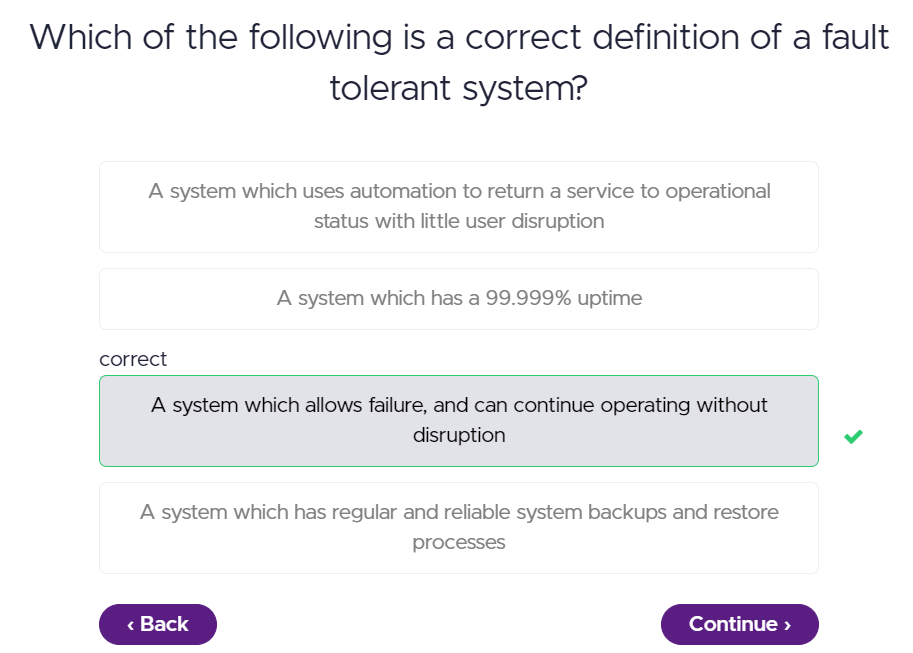 Which of the following is a correct definition of a fault
tolerant system?
A system which uses automation to return a service to operational
status with little user disruption
A system which has a 99.999% uptime
correct
A system which allows failure, and can continue operating without
disruption
A system which has regular and reliable system backups and restore
processes
‹ Back
Continue ›